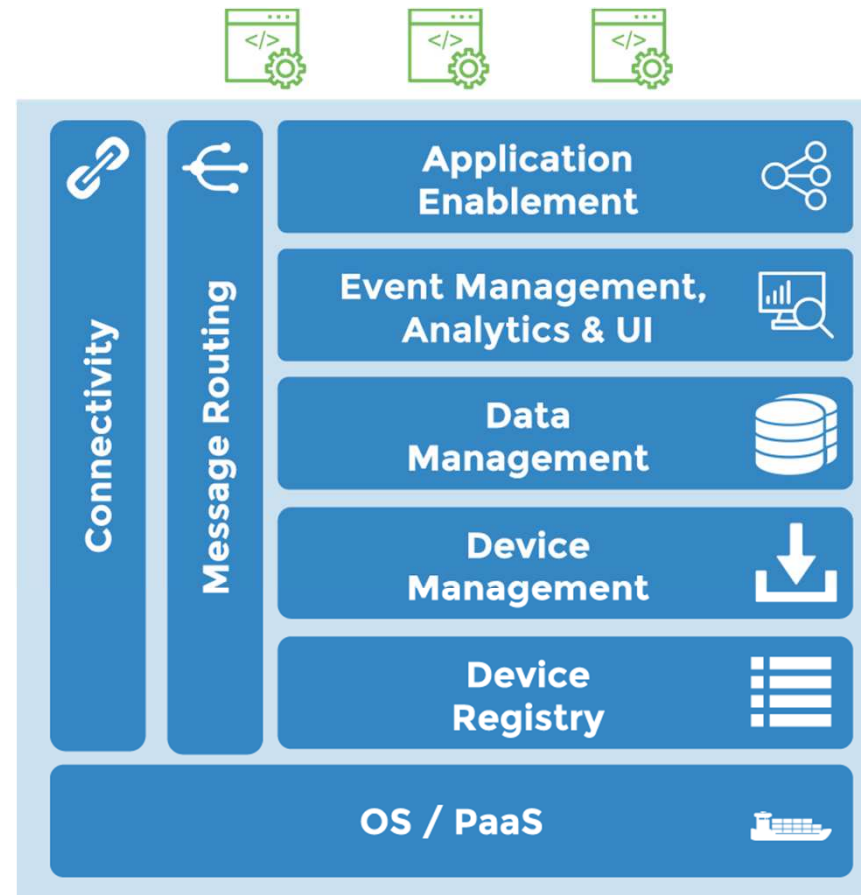 </>
</>
</>
Connectivity
Message Routing
Application
Enablement
Event Management,
Analytics & UI
Data
Management
Device
Management
Device
Registry
OS / PaaS